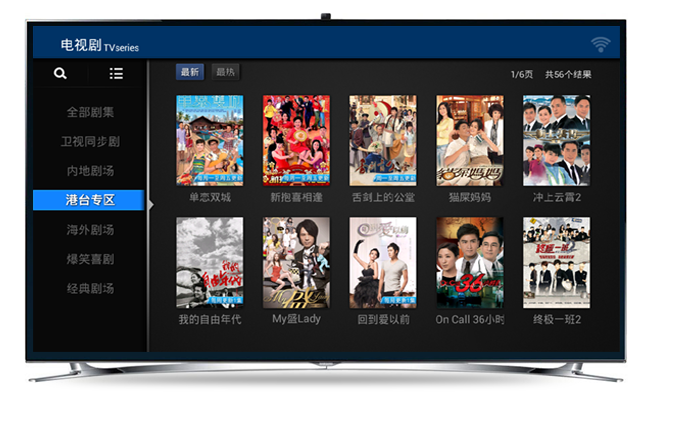 电视剧 TVseries
最新 最热 1/6页 共56个结果
全部剧集
卫视同步剧
内地剧场
港台专区
海外剧场
爆笑喜剧
经典剧场
单恋双城 新抱喜相逢 舌剑上的公堂 猫屎妈妈 冲上云霄2
我的自由年代 My盛Lady 回到爱以前 On Call 36小时 终极一班2